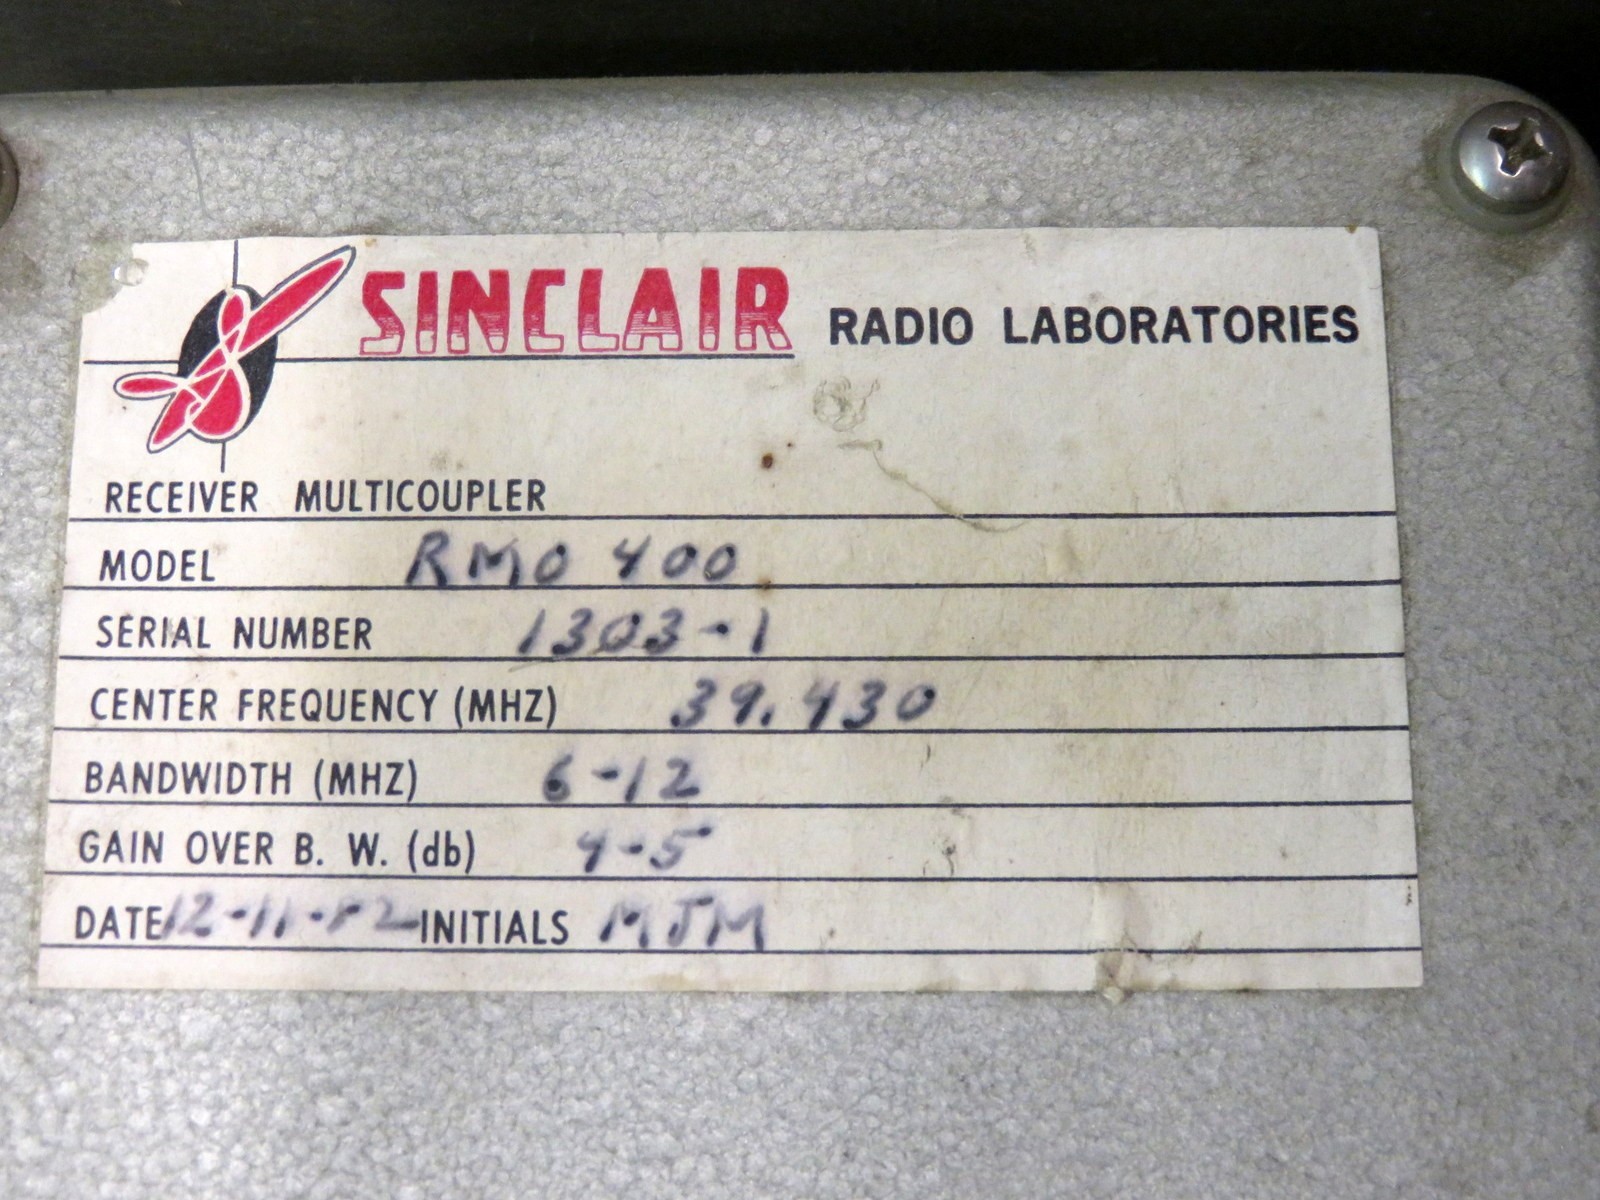 SINCLAIR RADIO LABORATORIES
RECEIVER MULTICOUPLER
MODEL RMO 400
SERIAL NUMBER 1303-1
CENTER FREQUENCY (MHZ) 39.430
BANDWIDTH (MHZ) 6-12
GAIN OVER B. W. (db) 4-5
DATE 12-11-82 INITIALS MJM